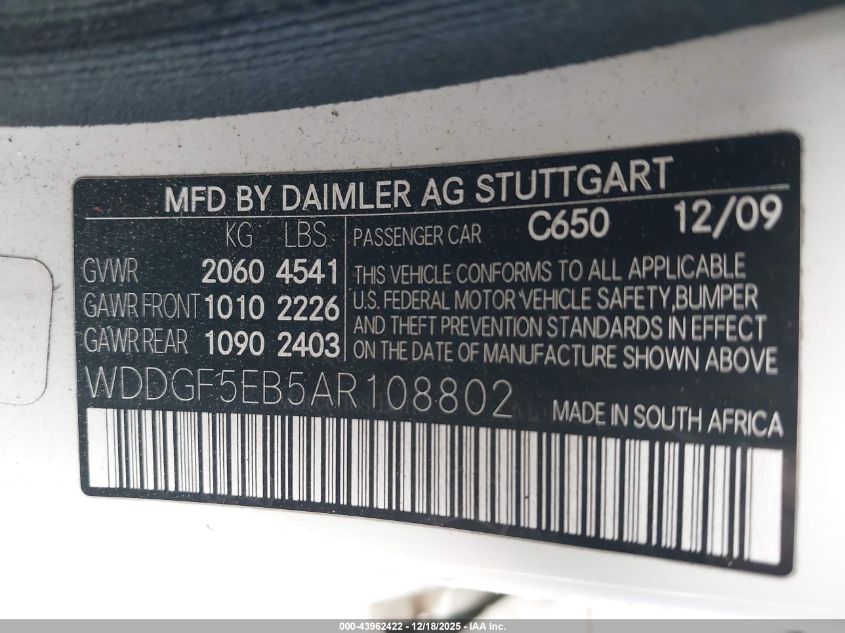 MFD BY DAIMLER AG STUTTGART
KG LBS
PASSENGER CAR C650 12/09
GVWR 2060 4541
GAWR FRONT 1010 2226
GAWR REAR 1090 2403
THIS VEHICLE CONFORMS TO ALL APPLICABLE
U.S. FEDERAL MOTOR VEHICLE SAFETY, BUMPER
AND THEFT PREVENTION STANDARDS IN EFFECT
ON THE DATE OF MANUFACTURE SHOWN ABOVE
WDDGF5EB5AR108802
MADE IN SOUTH AFRICA
000-43962422 - 12/18/2025 - IAA, Inc.